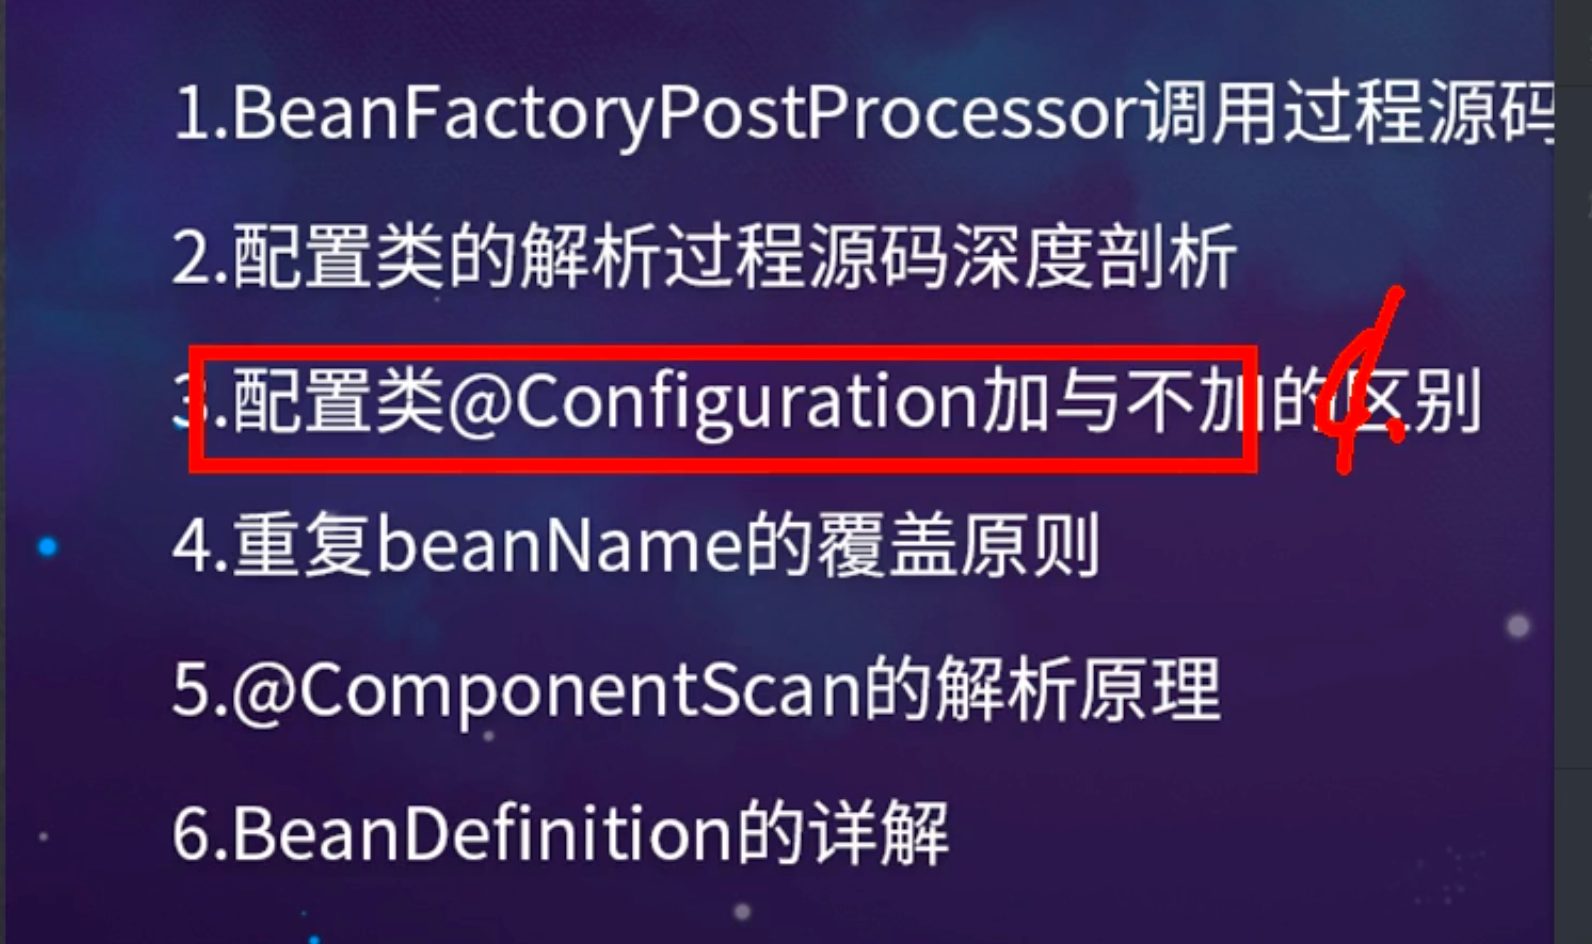 1.BeanFactoryPostProcessor调用过程源码
2.配置类的解析过程源码深度剖析
3.配置类@Configuration加与不加的区别
4.重复beanName的覆盖原则
5.@ComponentScan的解析原理
6.BeanDefinition的详解